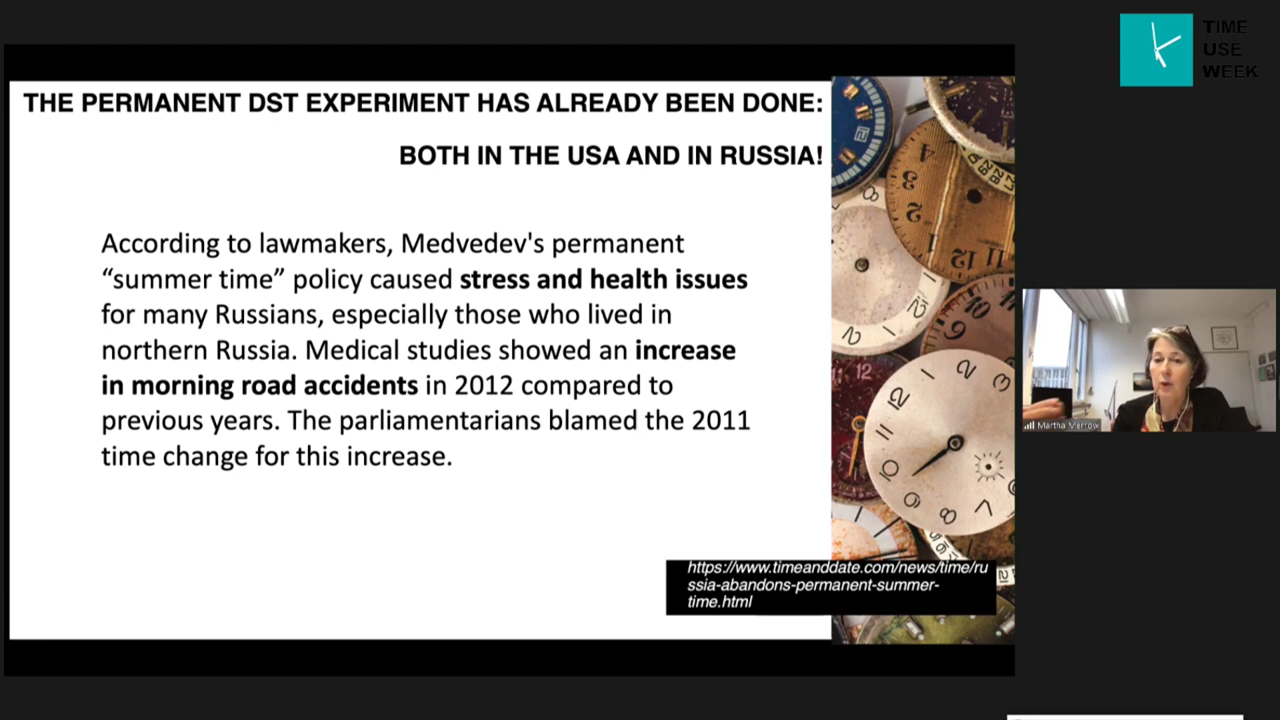 TIME
USE
WEEK
THE PERMANENT DST EXPERIMENT HAS ALREADY BEEN DONE:
BOTH IN THE USA AND IN RUSSIA!
According to lawmakers, Medvedev's permanent
“summer time” policy caused stress and health issues
for many Russians, especially those who lived in
northern Russia. Medical studies showed an increase
in morning road accidents in 2012 compared to
previous years. The parliamentarians blamed the 2011
time change for this increase.
https://www.timeanddate.com/news/time/ru
ssia-abandons-permanent-summer-
time.html
Martha Merrow